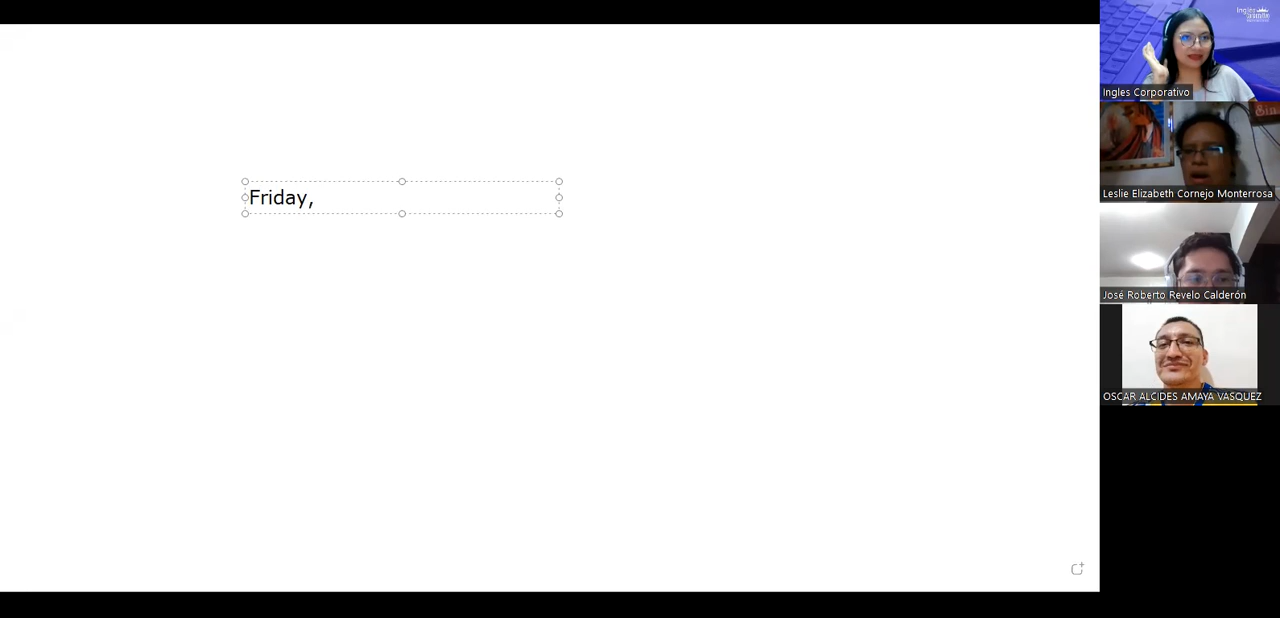 Friday,
Ingles Corporativo
Leslie Elizabeth Cornejo Monterrosa
José Roberto Revelo Calderón
OSCAR ALCIDES AMAYA VASQUEZ